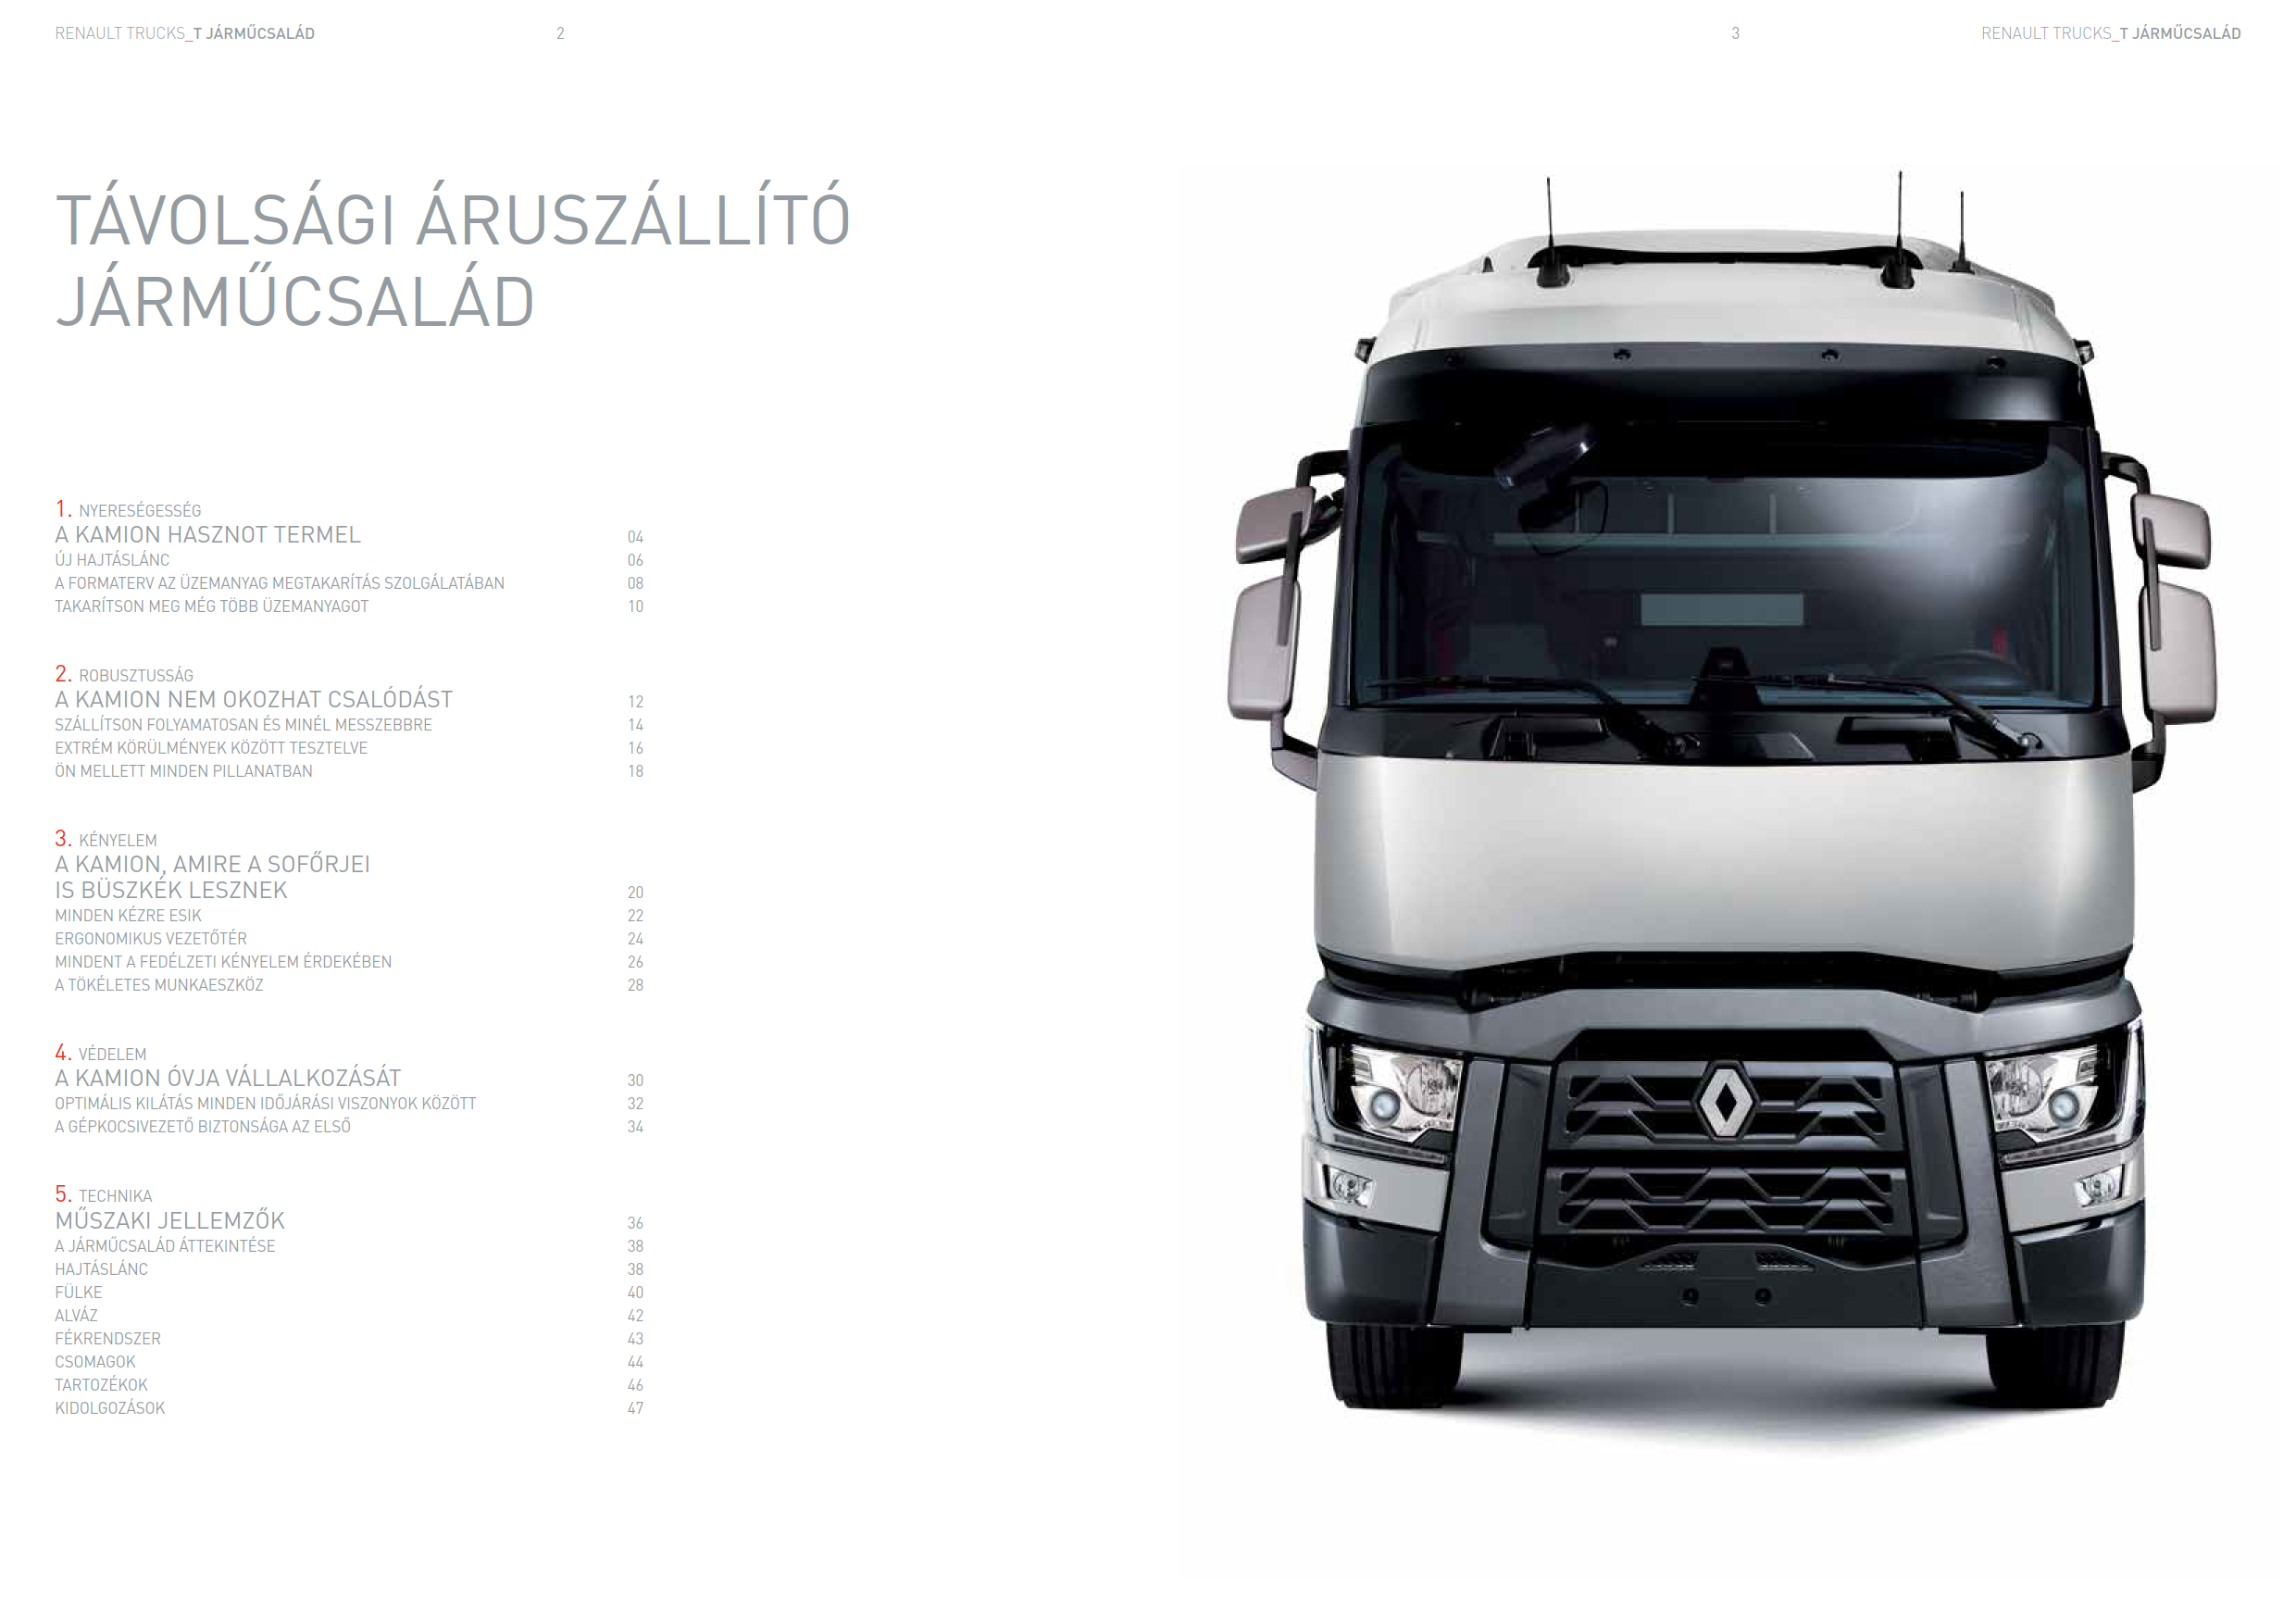 RENAULT TRUCKS_T JÁRMŰCSALÁD 2
3 RENAULT TRUCKS_T JÁRMŰCSALÁD
TÁVOLSÁGI ÁRUSZÁLLÍTÓ
JÁRMŰCSALÁD
1. NYERESÉGESSÉG
A KAMION HASZNOT TERMEL 04
ÚJ HAJTÁSLÁNC 06
A FORMATERV AZ ÜZEMANYAG MEGTAKARÍTÁS SZOLGÁLATÁBAN 08
TAKARÍTSON MEG MÉG TÖBB ÜZEMANYAGOT 10
2. ROBUSZTUSSÁG
A KAMION NEM OKOZHAT CSALÓDÁST 12
SZÁLLÍTSON FOLYAMATOSAN ÉS MINÉL MESSZEBBRE 14
EXTRÉM KÖRÜLMÉNYEK KÖZÖTT TESZTELVE 16
ÖN MELLETT MINDEN PILLANATBAN 18
3. KÉNYELEM
A KAMION, AMIRE A SOFŐRJEI
IS BÜSZKÉK LESZNEK 20
MINDEN KÉZRE ESIK 22
ERGONOMIKUS VEZETŐTÉR 24
MINDENT A FEDÉLZETI KÉNYELEM ÉRDEKÉBEN 26
A TÖKÉLETES MUNKAESZKÖZ 28
4. VÉDELEM
A KAMION ÓVJA VÁLLALKOZÁSÁT 30
OPTIMÁLIS KILÁTÁS MINDEN IDŐJÁRÁSI VISZONYOK KÖZÖTT 32
A GÉPKOCSIVEZETŐ BIZTONSÁGA AZ ELSŐ 34
5. TECHNIKA
MŰSZAKI JELLEMZŐK 36
A JÁRMŰCSALÁD ÁTTEKINTÉSE 38
HAJTÁSLÁNC 38
FÜLKE 40
ALVÁZ 42
FÉKRENDSZER 43
CSOMAGOK 44
TARTOZÉKOK 46
KIDOLGOZÁSOK 47